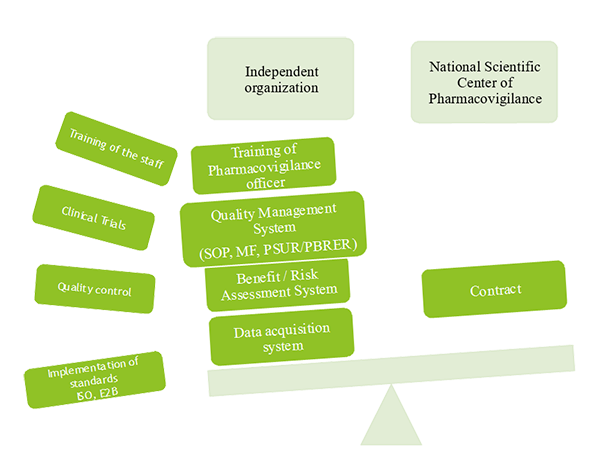 Independent
organization
National Scientific
Center of
Pharmacovigilance
Training of the staff
Clinical Trials
Quality control
Implementation of
standards
ISO, E2B
Training of
Pharmacovigilance
officer
Quality Management
System
(SOP, MF, PSUR/PBRER)
Benefit / Risk
Assessment System
Data acquisition
system
Contract